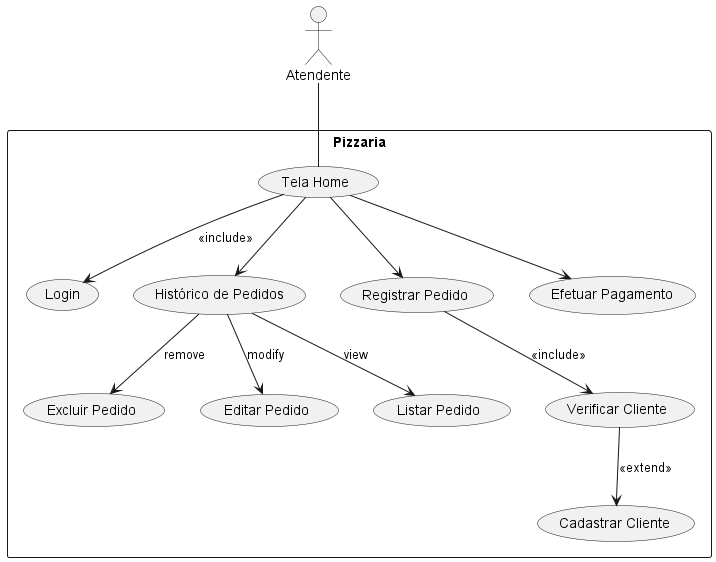 Atendente
Pizzaria
Tela Home
«include»
Login
Histórico de Pedidos
Registrar Pedido
Efetuar Pagamento
remove
modify
view
«include»
Excluir Pedido
Editar Pedido
Listar Pedido
Verificar Cliente
«extend»
Cadastrar Cliente